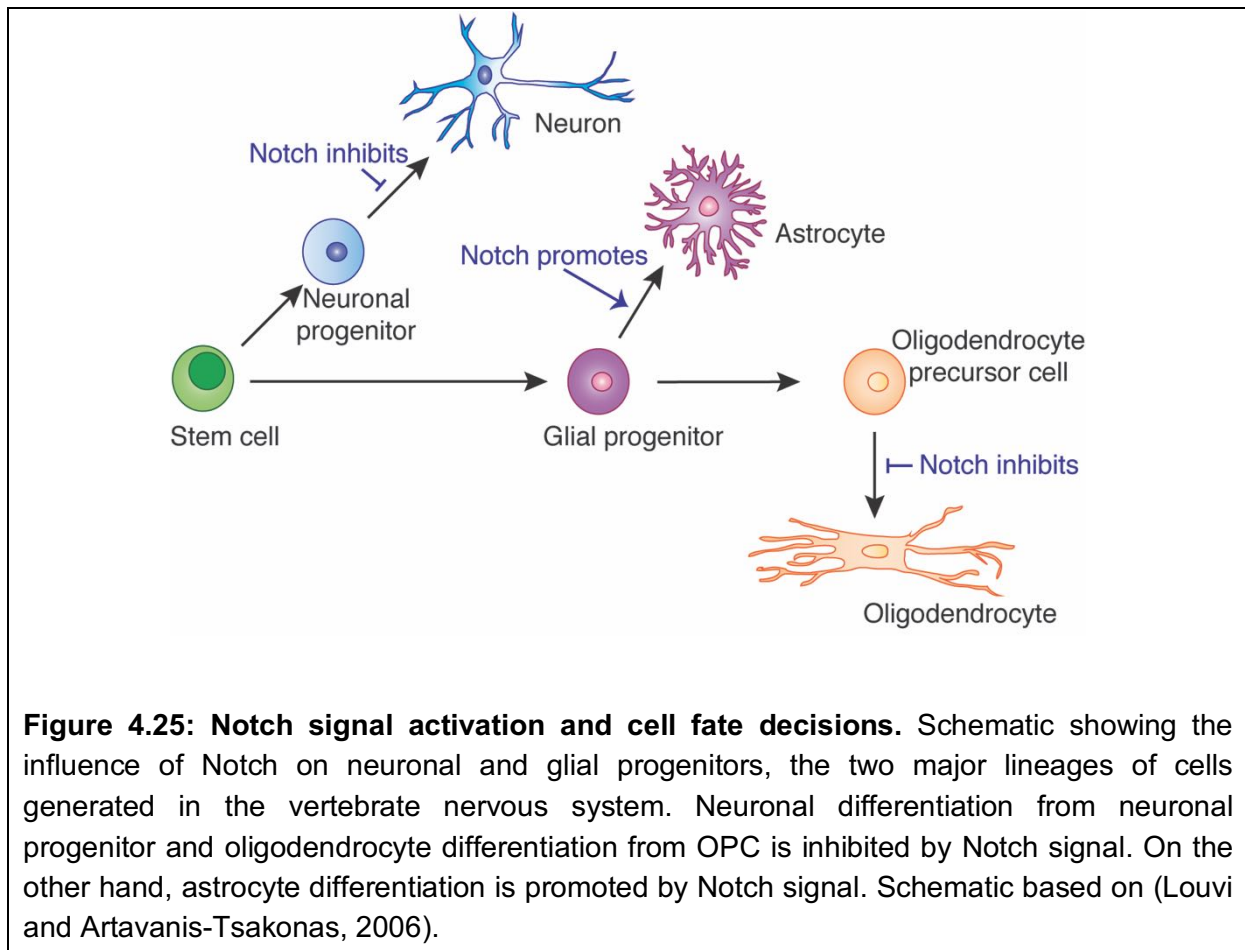 Neuron
Notch inhibits
Astrocyte
Notch promotes
Neuronal
progenitor
Oligodendrocyte
precursor cell
Stem cell
Glial progenitor
Notch inhibits
Oligodendrocyte
Figure 4.25: Notch signal activation and cell fate decisions. Schematic showing the
influence of Notch on neuronal and glial progenitors, the two major lineages of cells
generated in the vertebrate nervous system. Neuronal differentiation from neuronal
progenitor and oligodendrocyte differentiation from OPC is inhibited by Notch signal. On the
other hand, astrocyte differentiation is promoted by Notch signal. Schematic based on (Louvi
and Artavanis-Tsakonas, 2006).